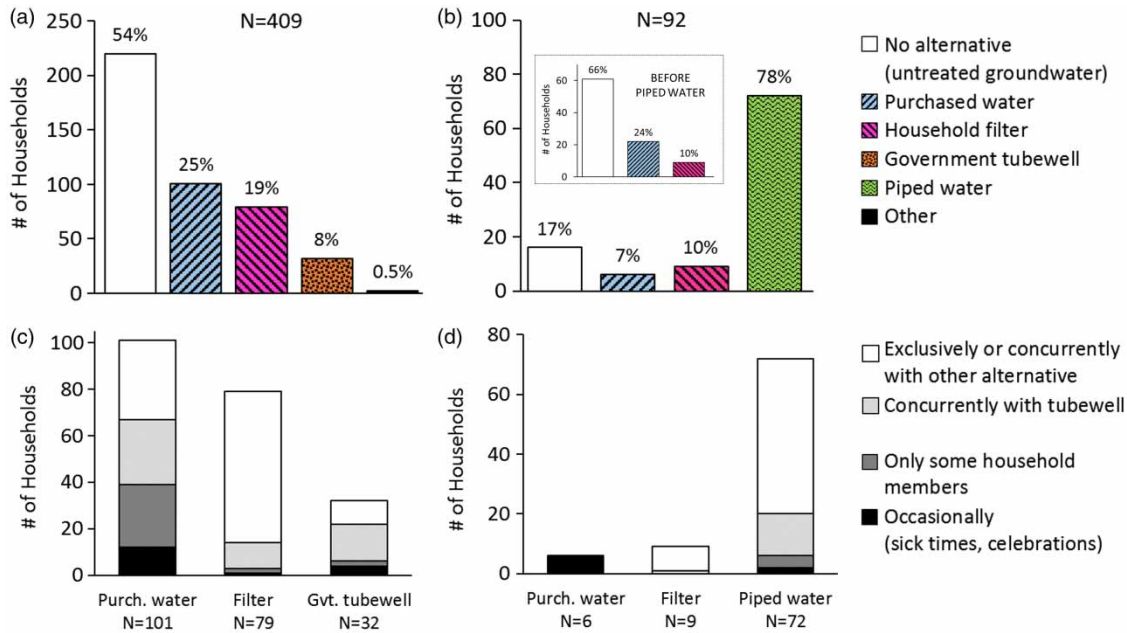 (a)
N=409
250
200
150
100
50
0
# of Households
54%
25%
19%
8%
0.5%
(b)
N=92
100
80
60
40
20
0
# of Households
17%
7%
10%
78%
BEFORE
PIPED WATER
60
40
20
0
# of Households
66%
24%
10%
No alternative
(untreated groundwater)
Purchased water
Household filter
Government tubewell
Piped water
Other
(c)
100
80
60
40
20
0
# of Households
Purch. water
N=101
Filter
N=79
Gvt. tubewell
N=32
(d)
80
60
40
20
0
# of Households
Purch. water
N=6
Filter
N=9
Piped water
N=72
Exclusively or concurrently
with other alternative
Concurrently with tubewell
Only some household
members
Occasionally
(sick times, celebrations)